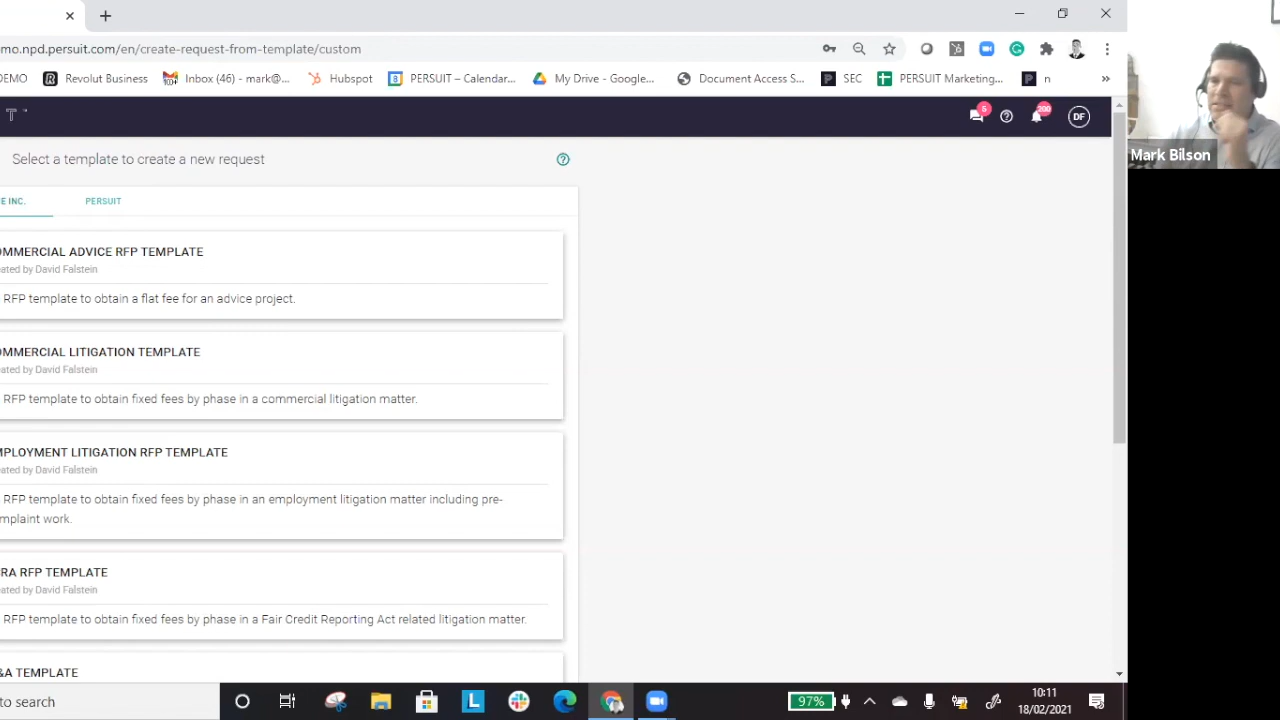 mo.npd.persuit.com/en/create-request-from-template/custom
DEMO Revolut Business Inbox (46) - mark@... Hubspot PERSUIT – Calendar... My Drive - Google... Document Access S... SEC PERSUIT Marketing... n »
T 5 200 DF
Mark Bilson
Select a template to create a new request
E INC. PERSUIT
OMMERCIAL ADVICE RFP TEMPLATE
ated by David Falstein
RFP template to obtain a flat fee for an advice project.
OMMERCIAL LITIGATION TEMPLATE
ated by David Falstein
RFP template to obtain fixed fees by phase in a commercial litigation matter.
MPLOYMENT LITIGATION RFP TEMPLATE
ated by David Falstein
RFP template to obtain fixed fees by phase in an employment litigation matter including pre-
mplaint work.
RA RFP TEMPLATE
ated by David Falstein
RFP template to obtain fixed fees by phase in a Fair Credit Reporting Act related litigation matter.
&A TEMPLATE
to search 97% 10:11
18/02/2021